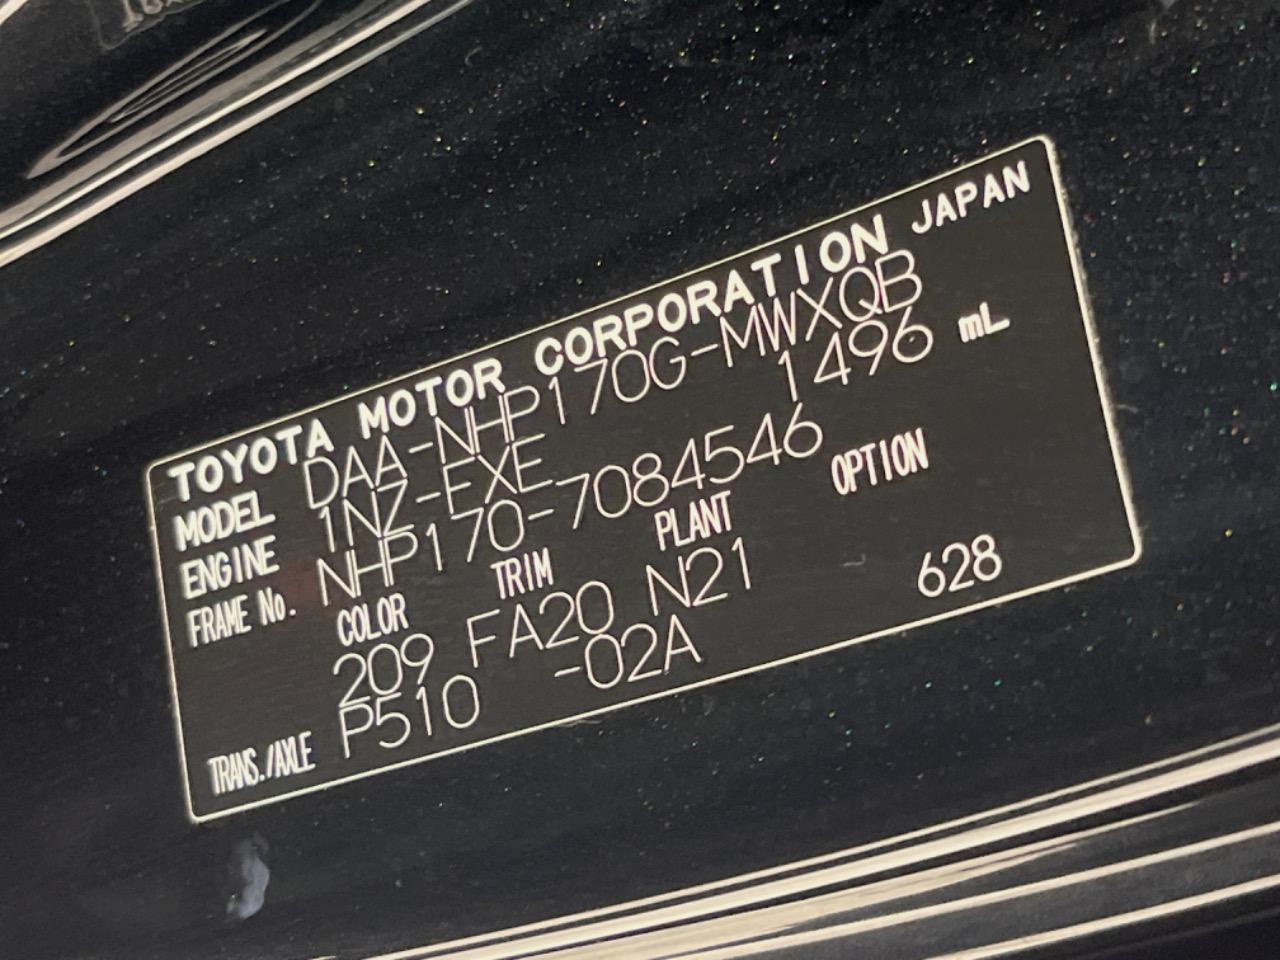 TOYOTA MOTOR CORPORATION JAPAN
MODEL DAA-NHP170G-MWXQB
ENGINE 1NZ-FXE 1496 mL
FRAME No. NHP170-7084546
COLOR TRIM PLANT OPTION
209 FA20 N21 628
TRANS./AXLE P510 -02A